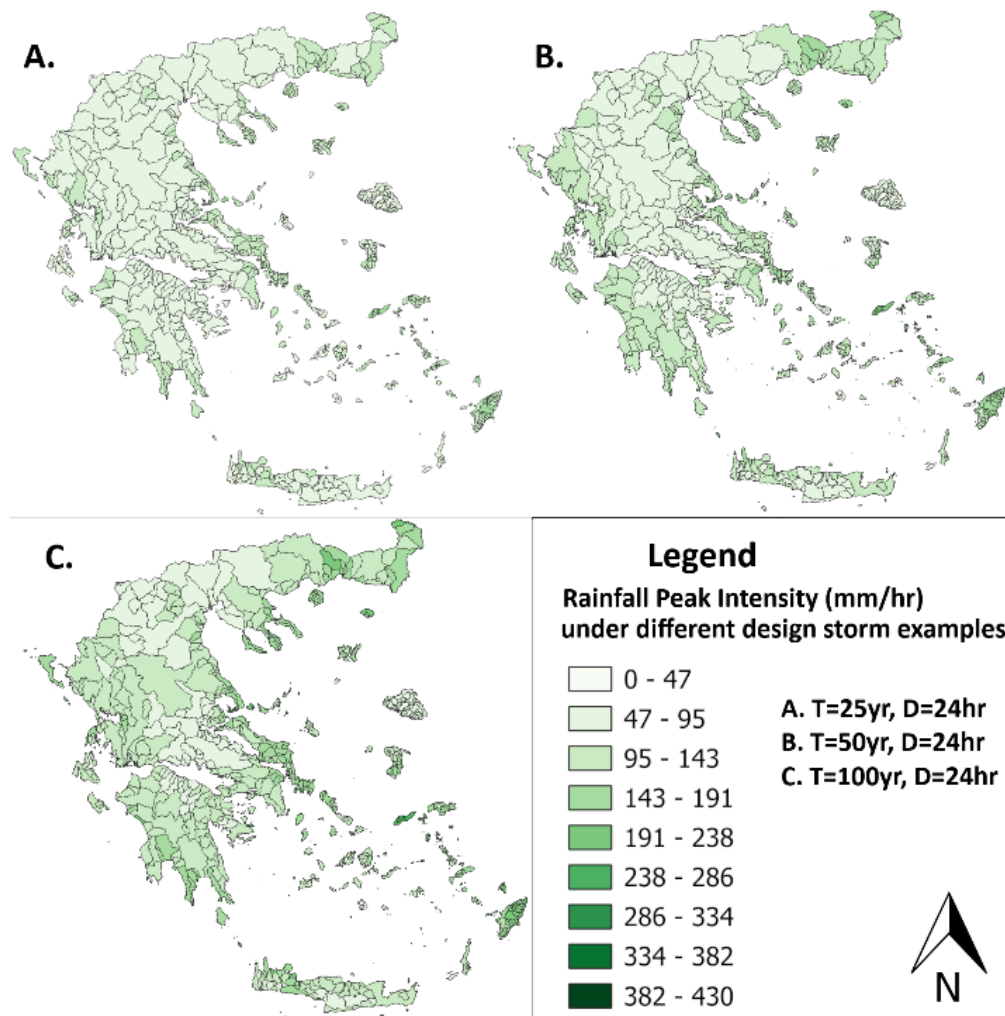 A.
B.
C.
Legend
Rainfall Peak Intensity (mm/hr)
under different design storm examples
0 - 47
47 - 95
95 - 143
143 - 191
191 - 238
238 - 286
286 - 334
334 - 382
382 - 430
A. T=25yr, D=24hr
B. T=50yr, D=24hr
C. T=100yr, D=24hr
N